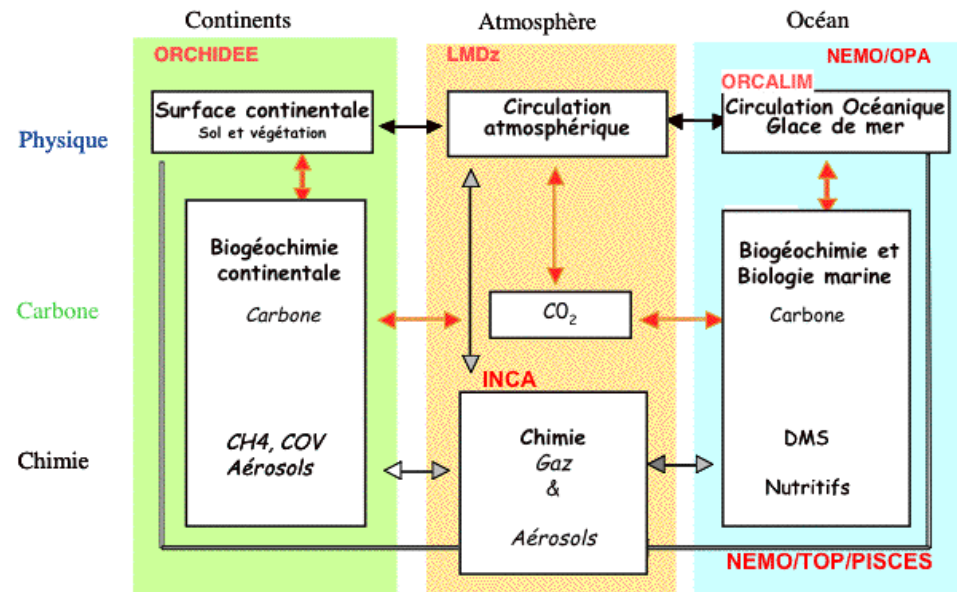 Continents
Atmosphère
Océan
ORCHIDEE
LMDz
NEMO/OPA
ORCALIM
Physique
Surface continentale
Sol et végétation
Circulation
atmosphérique
Circulation Océanique
Glace de mer
Biogéochimie
continentale
Biogéochimie et
Biologie marine
Carbone
Carbone
CO₂
Carbone
INCA
Chimie
CH4, COV
Aérosols
Chimie
Gaz
&
Aérosols
DMS
Nutritifs
NEMO/TOP/PISCES